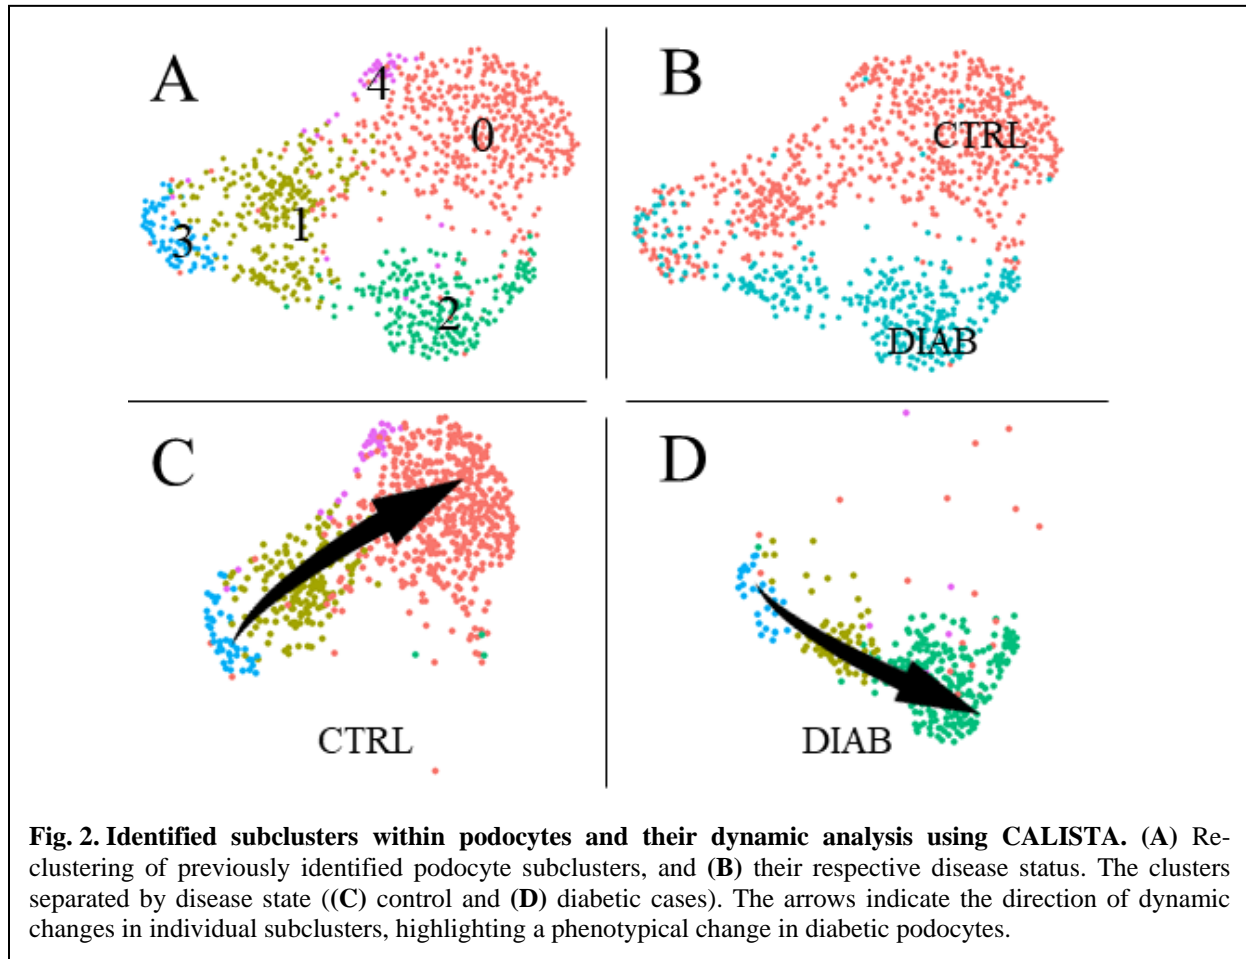 A
4
0
1
3
2
B
CTRL
DIAB
C
CTRL
D
DIAB
Fig. 2. Identified subclusters within podocytes and their dynamic analysis using CALISTA. (A) Re-
clustering of previously identified podocyte subclusters, and (B) their respective disease status. The clusters
separated by disease state ((C) control and (D) diabetic cases). The arrows indicate the direction of dynamic
changes in individual subclusters, highlighting a phenotypical change in diabetic podocytes.